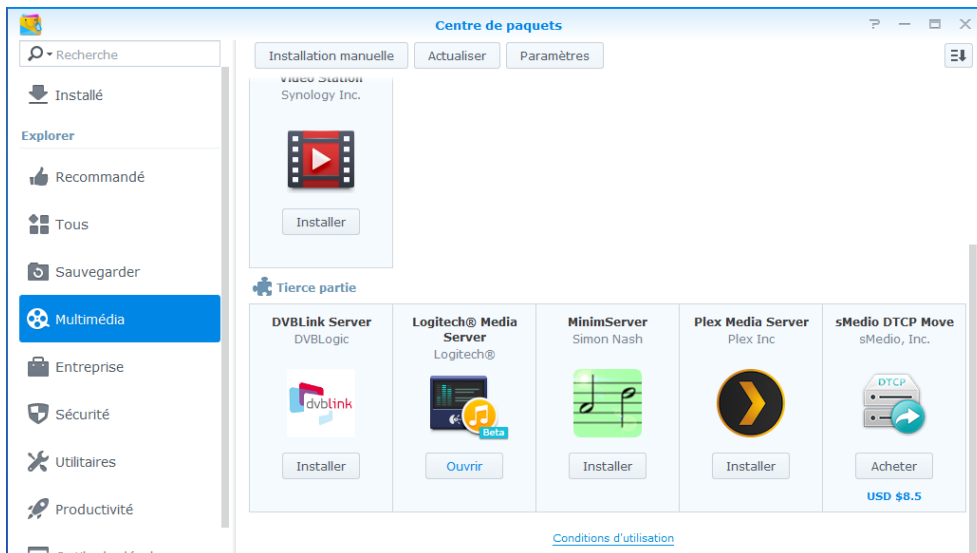 Centre de paquets
Recherche
Installation manuelle
Actualiser
Paramètres
Installé
Explorer
Recommandé
Tous
Sauvegarder
Multimédia
Entreprise
Sécurité
Utilitaires
Productivité
Video Station
Synology Inc.
Installer
Tierce partie
DVBLink Server
DVBLogic
dvblink
Installer
Logitech® Media
Server
Logitech®
Beta
Ouvrir
MinimServer
Simon Nash
Installer
Plex Media Server
Plex Inc
Installer
sMedio DTCP Move
sMedio, Inc.
DTCP
Acheter
USD $8.5
Conditions d'utilisation